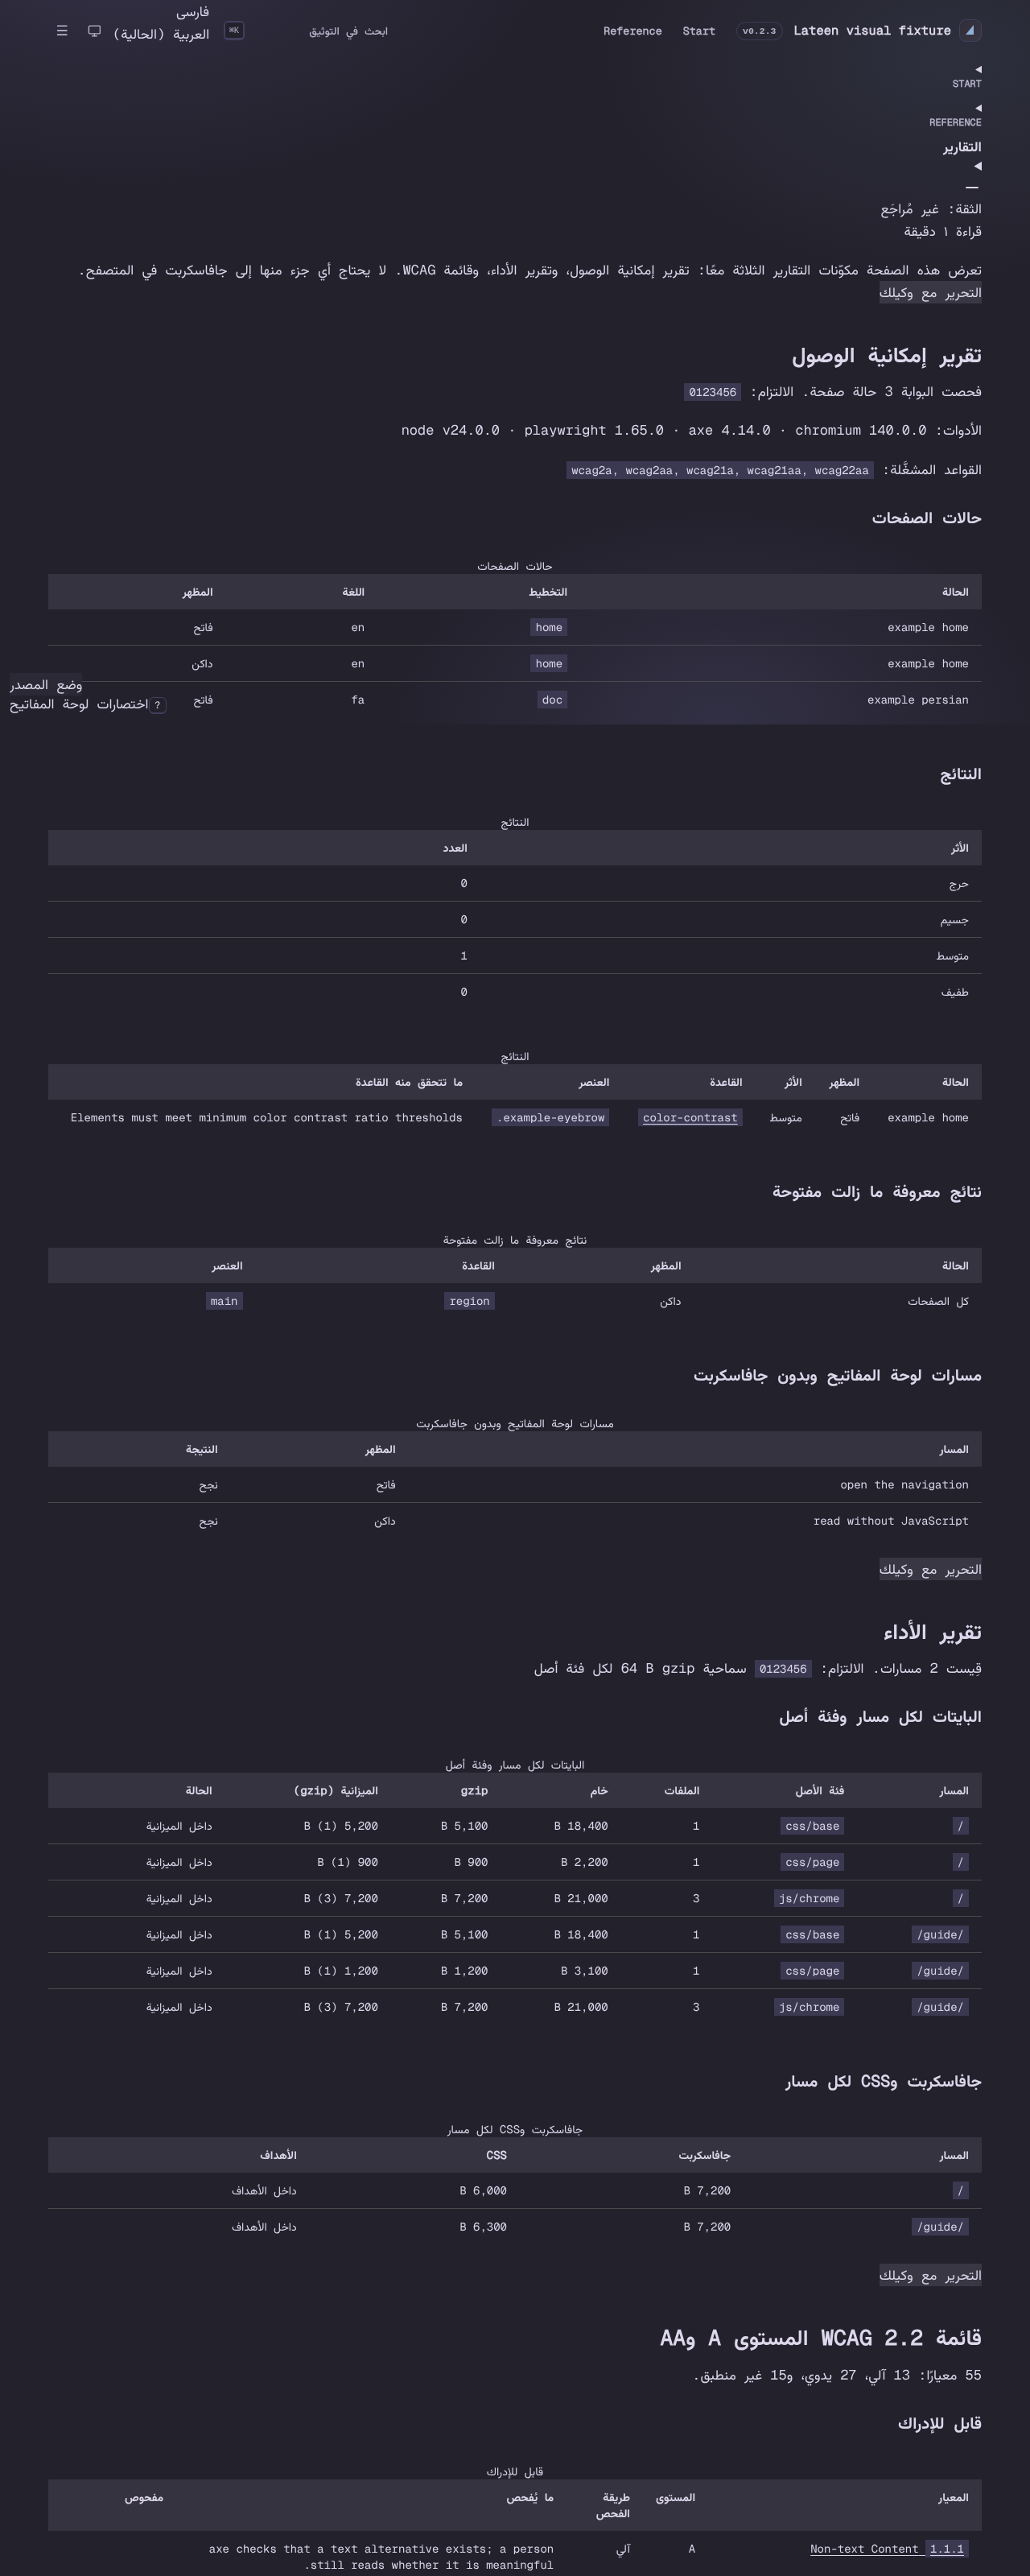 Lateen visual fixture v0.2.3 Start Reference ابحث في التوثيق ⌘K
فارسی
العربية (الحالية)
START
REFERENCE
التقارير
الثقة: غير مُراجَع
قراءة ١ دقيقة
تعرض هذه الصفحة مكوّنات التقارير الثلاثة معًا: تقرير إمكانية الوصول، وتقرير الأداء، وقائمة WCAG. لا يحتاج أي جزء منها إلى جافاسكربت في المتصفح.
التحرير مع وكيلك
تقرير إمكانية الوصول
فحصت البوابة 3 حالة صفحة. الالتزام: 0123456
الأدوات: node v24.0.0 · playwright 1.65.0 · axe 4.14.0 · chromium 140.0.0
القواعد المشغَّلة: wcag2a, wcag2aa, wcag21a, wcag21aa, wcag22aa
حالات الصفحات
حالات الصفحات
الحالة التخطيط اللغة المظهر
example home home en فاتح
example home home en داكن
example persian doc fa فاتح
وضع المصدر
? اختصارات لوحة المفاتيح
النتائج
النتائج
الأثر العدد
حرج 0
جسيم 0
متوسط 1
طفيف 0
النتائج
الحالة المظهر الأثر القاعدة العنصر ما تتحقق منه القاعدة
example home فاتح متوسط color-contrast .example-eyebrow Elements must meet minimum color contrast ratio thresholds
نتائج معروفة ما زالت مفتوحة
نتائج معروفة ما زالت مفتوحة
الحالة المظهر القاعدة العنصر
كل الصفحات داكن region main
مسارات لوحة المفاتيح وبدون جافاسكربت
مسارات لوحة المفاتيح وبدون جافاسكربت
المسار المظهر النتيجة
open the navigation فاتح نجح
read without JavaScript داكن نجح
التحرير مع وكيلك
تقرير الأداء
قِيست 2 مسارات. الالتزام: 0123456 سماحية 64 B gzip لكل فئة أصل
البايتات لكل مسار وفئة أصل
البايتات لكل مسار وفئة أصل
المسار فئة الأصل الملفات خام gzip الميزانية (gzip) الحالة
/ css/base 1 18,400 B 5,100 B 5,200 B (1) داخل الميزانية
/ css/page 1 2,200 B 900 B 900 B (1) داخل الميزانية
/ js/chrome 3 21,000 B 7,200 B 7,200 B (3) داخل الميزانية
/guide/ css/base 1 18,400 B 5,100 B 5,200 B (1) داخل الميزانية
/guide/ css/page 1 3,100 B 1,200 B 1,200 B (1) داخل الميزانية
/guide/ js/chrome 3 21,000 B 7,200 B 7,200 B (3) داخل الميزانية
جافاسكربت وCSS لكل مسار
جافاسكربت وCSS لكل مسار
المسار جافاسكربت CSS الأهداف
/ 7,200 B 6,000 B داخل الأهداف
/guide/ 7,200 B 6,300 B داخل الأهداف
التحرير مع وكيلك
قائمة WCAG 2.2 المستوى A وAA
55 معيارًا: 13 آلي، 27 يدوي، و15 غير منطبق.
قابل للإدراك
قابل للإدراك
المعيار المستوى طريقة الفحص ما يُفحص مفحوص
1.1.1 Non-text Content A آلي axe checks that a text alternative exists; a person
still reads whether it is meaningful.